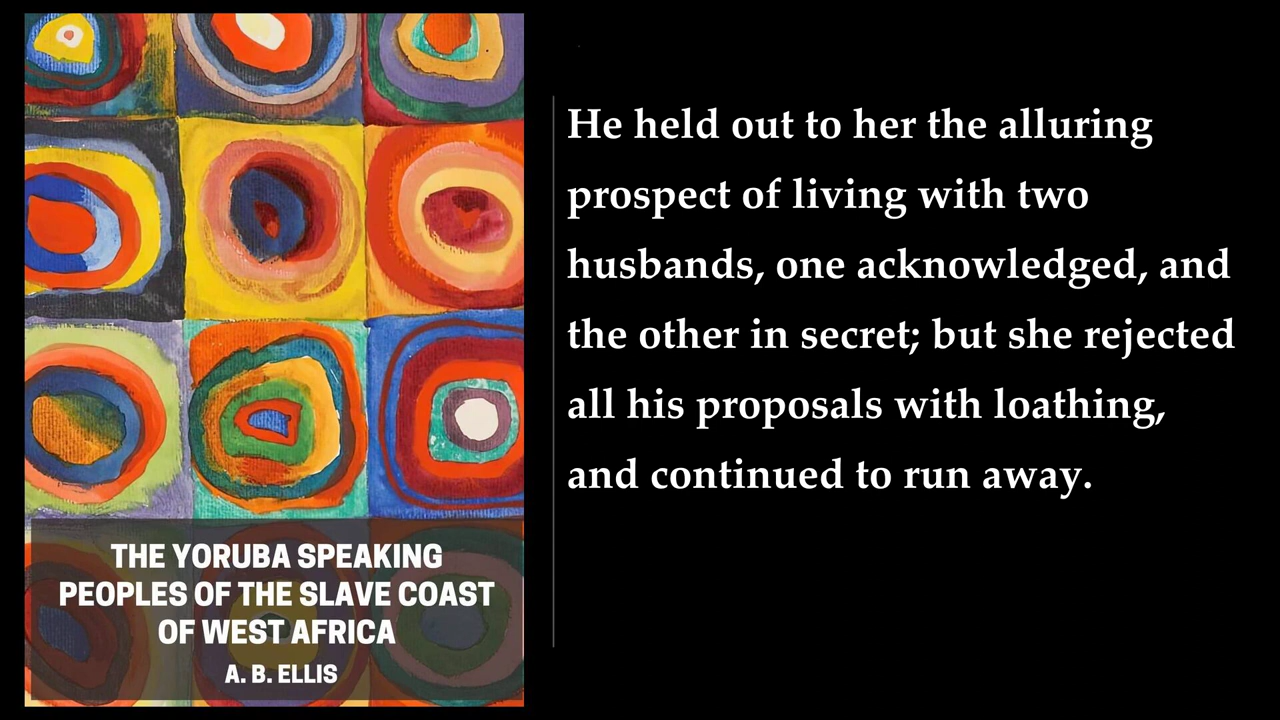 He held out to her the alluring
prospect of living with two
husbands, one acknowledged, and
the other in secret; but she rejected
all his proposals with loathing,
and continued to run away.
THE YORUBA SPEAKING
PEOPLES OF THE SLAVE COAST
OF WEST AFRICA
A. B. ELLIS